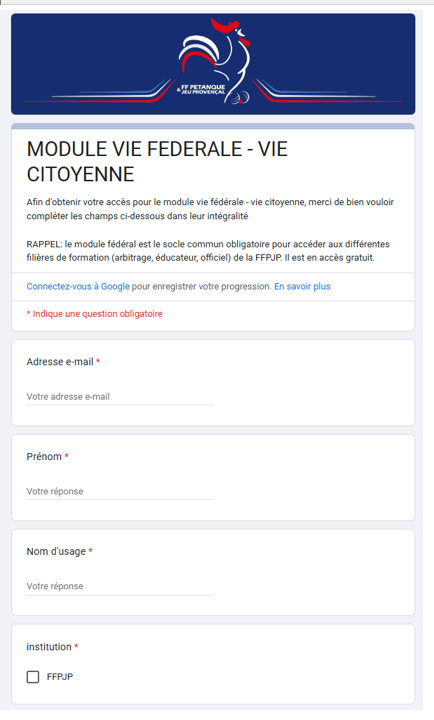 FF PETANQUE
& JEU PROVENÇAL
MODULE VIE FEDERALE - VIE
CITOYENNE
Afin d'obtenir votre accès pour le module vie fédérale - vie citoyenne, merci de bien vouloir
compléter les champs ci-dessous dans leur intégralité
RAPPEL: le module fédéral est le socle commun obligatoire pour accéder aux différentes
filières de formation (arbitrage, éducateur, officiel) de la FFPJP. Il est en accès gratuit.
Connectez-vous à Google pour enregistrer votre progression. En savoir plus
* Indique une question obligatoire
Adresse e-mail *
Votre adresse e-mail
Prénom *
Votre réponse
Nom d'usage *
Votre réponse
institution *
FFPJP